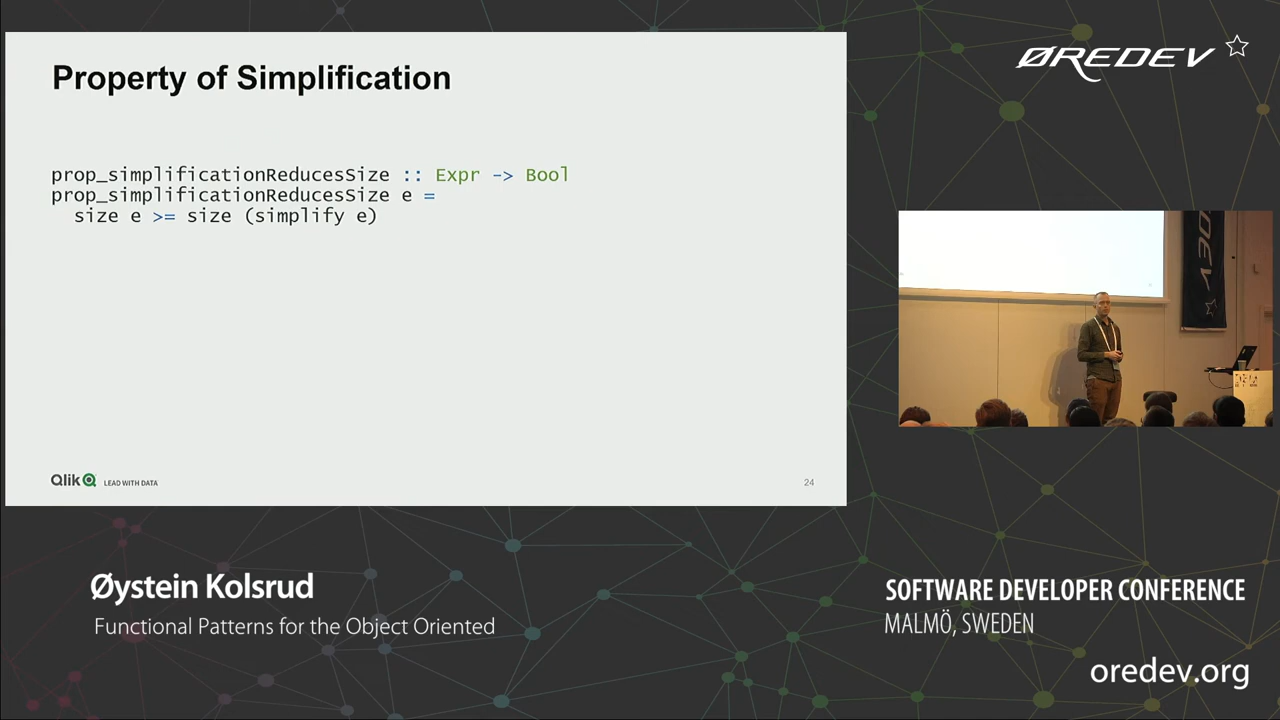 Property of Simplification
prop_simplificationReducesSize :: Expr -> Bool
prop_simplificationReducesSize e =
size e >= size (simplify e)
Qlik LEAD WITH DATA
24
ØREDEV
Øystein Kolsrud
Functional Patterns for the Object Oriented
SOFTWARE DEVELOPER CONFERENCE
MALMÖ, SWEDEN
oredev.org